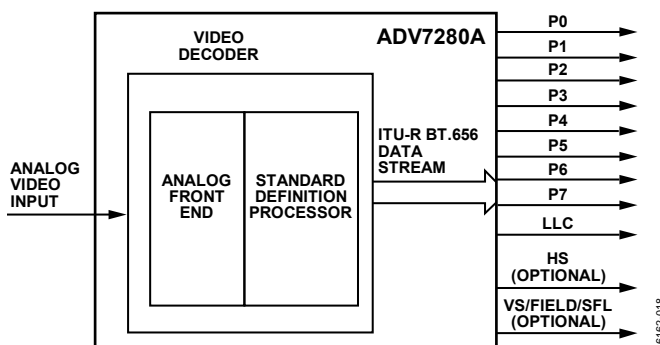 VIDEO
DECODER
ADV7280A
ANALOG
VIDEO
INPUT
ANALOG
FRONT
END
STANDARD
DEFINITION
PROCESSOR
ITU-R BT.656
DATA
STREAM
P0
P1
P2
P3
P4
P5
P6
P7
LLC
HS
(OPTIONAL)
VS/FIELD/SFL
(OPTIONAL)